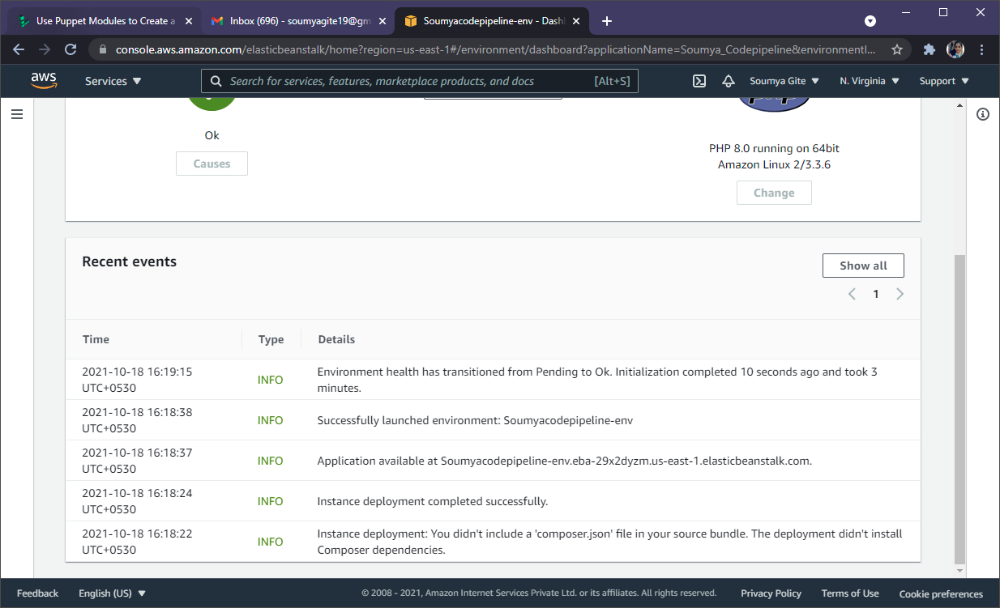 Use Puppet Modules to Create a
Inbox (696) - soumyagite19@gm
Soumyacodepipeline-env - Dash
console.aws.amazon.com/elasticbeanstalk/home?region=us-east-1#/environment/dashboard?applicationName=Soumya_Codepipeline&environmentI...
aws
Services
Search for services, features, marketplace products, and docs
[Alt+S]
Soumya Gite
N. Virginia
Support
php
Ok
Causes
PHP 8.0 running on 64bit
Amazon Linux 2/3.3.6
Change
Recent events
Show all
1
Time Type Details
2021-10-18 16:19:15
UTC+0530
INFO
Environment health has transitioned from Pending to Ok. Initialization completed 10 seconds ago and took 3
minutes.
2021-10-18 16:18:38
UTC+0530
INFO
Successfully launched environment: Soumyacodepipeline-env
2021-10-18 16:18:37
UTC+0530
INFO
Application available at Soumyacodepipeline-env.eba-29x2dyzm.us-east-1.elasticbeanstalk.com.
2021-10-18 16:18:24
UTC+0530
INFO
Instance deployment completed successfully.
2021-10-18 16:18:22
UTC+0530
INFO
Instance deployment: You didn't include a 'composer.json' file in your source bundle. The deployment didn't install
Composer dependencies.
Feedback
English (US)
© 2008 - 2021, Amazon Internet Services Private Ltd. or its affiliates. All rights reserved.
Privacy Policy
Terms of Use
Cookie preferences